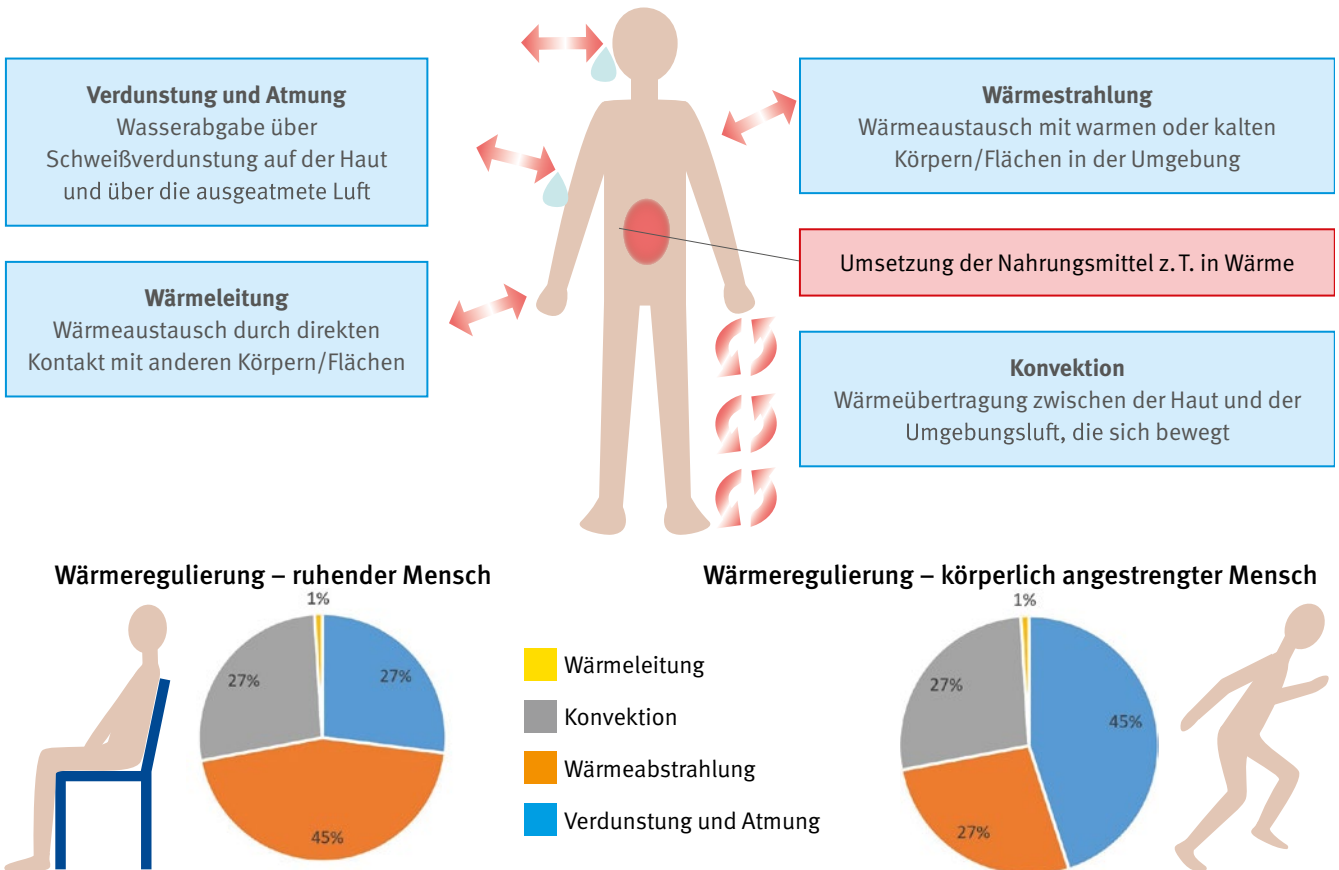 Verdunstung und Atmung
Wasserabgabe über
Schweißverdunstung auf der Haut
und über die ausgeatmete Luft
Wärmeleitung
Wärmeaustausch durch direkten
Kontakt mit anderen Körpern/Flächen
Wärmestrahlung
Wärmeaustausch mit warmen oder kalten
Körpern/Flächen in der Umgebung
Umsetzung der Nahrungsmittel z. T. in Wärme
Konvektion
Wärmeübertragung zwischen der Haut und der
Umgebungsluft, die sich bewegt
Wärmeregulierung – ruhender Mensch
1%
27%
27%
45%
Wärmeleitung
Konvektion
Wärmeabstrahlung
Verdunstung und Atmung
Wärmeregulierung – körperlich angestrengter Mensch
1%
27%
45%
27%